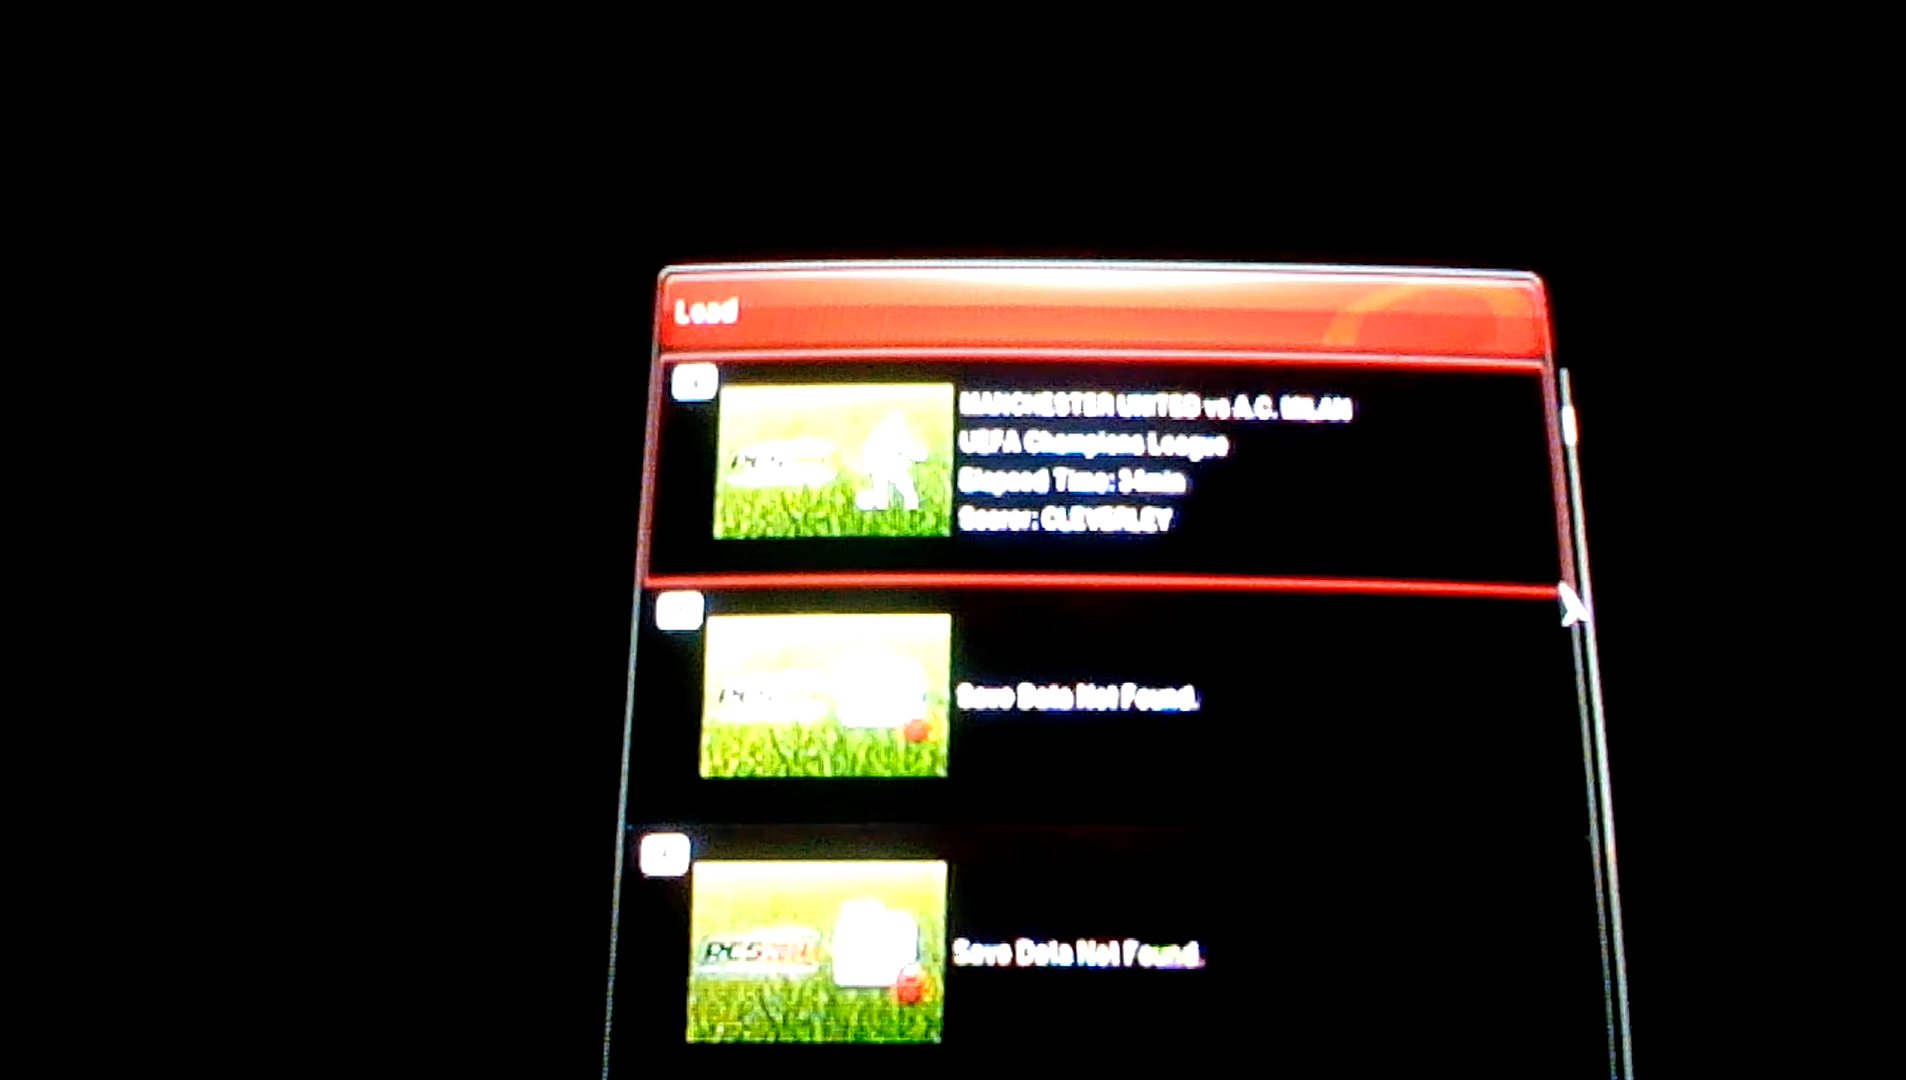 Load
MANCHESTER UNITED vs A.C. MILAN
UEFA Champions League
Elapsed Time: 34min
Scorer: CLEVERLEY
Save Data Not Found.
PES2011
Save Data Not Found.